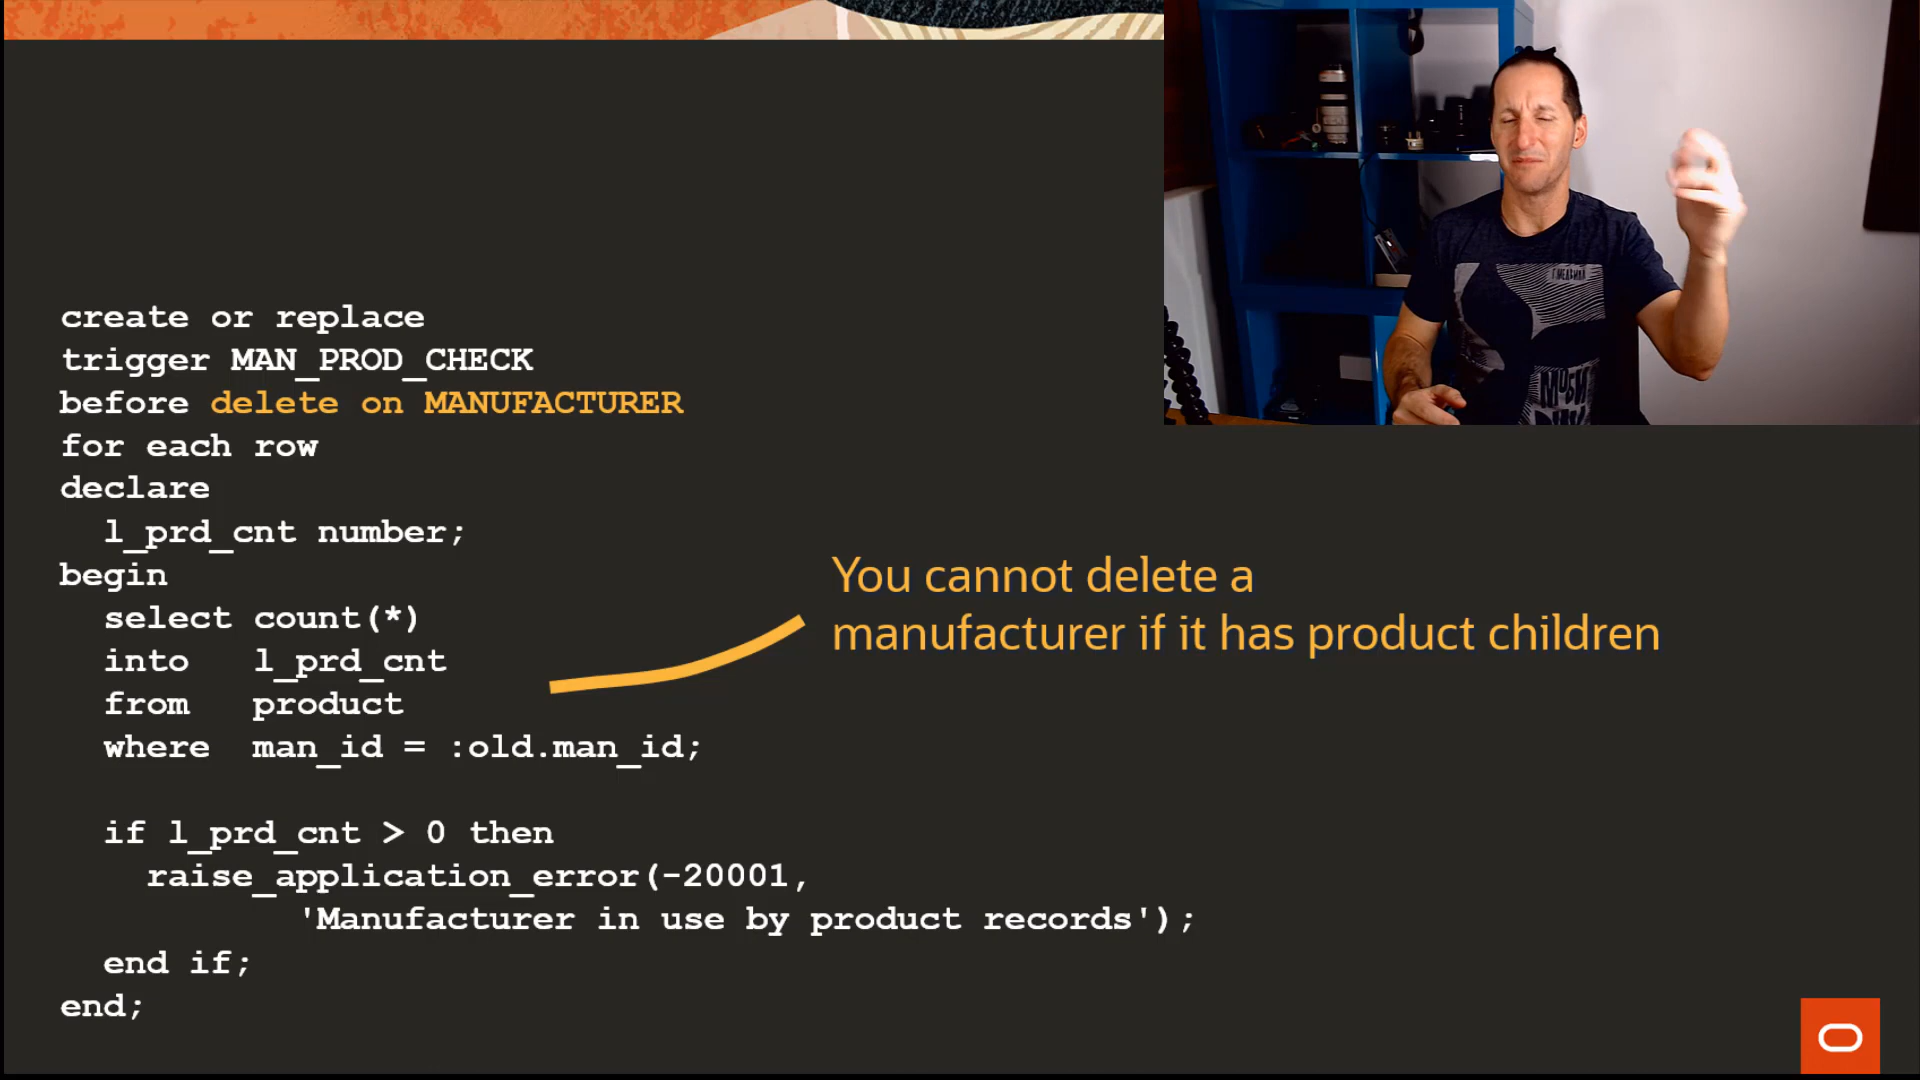 create or replace
trigger MAN_PROD_CHECK
before delete on MANUFACTURER
for each row
declare
l_prd_cnt number;
begin
select count(*)
into l_prd_cnt
from product
where man_id = :old.man_id;
if l_prd_cnt > 0 then
raise_application_error(-20001,
'Manufacturer in use by product records');
end if;
end;
You cannot delete a
manufacturer if it has product children